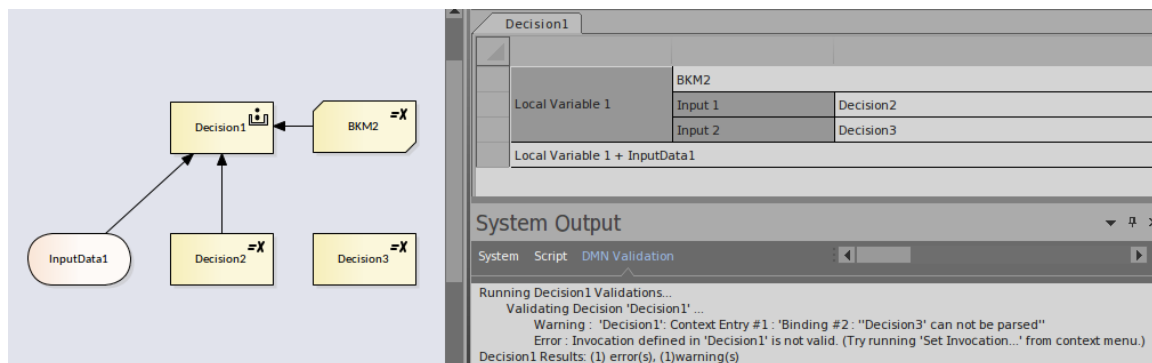 Decision1
BKM2
=X
InputData1
Decision2
=X
Decision3
=X
Decision1
BKM2
Local Variable 1
Input 1
Decision2
Input 2
Decision3
Local Variable 1 + InputData1
System Output
System Script DMN Validation
Running Decision1 Validations...
Validating Decision 'Decision1' ...
Warning : 'Decision1': Context Entry #1 : 'Binding #2 : "Decision3' can not be parsed"
Error : Invocation defined in 'Decision1' is not valid. (Try running 'Set Invocation...' from context menu.)
Decision1 Results: (1) error(s), (1)warning(s)